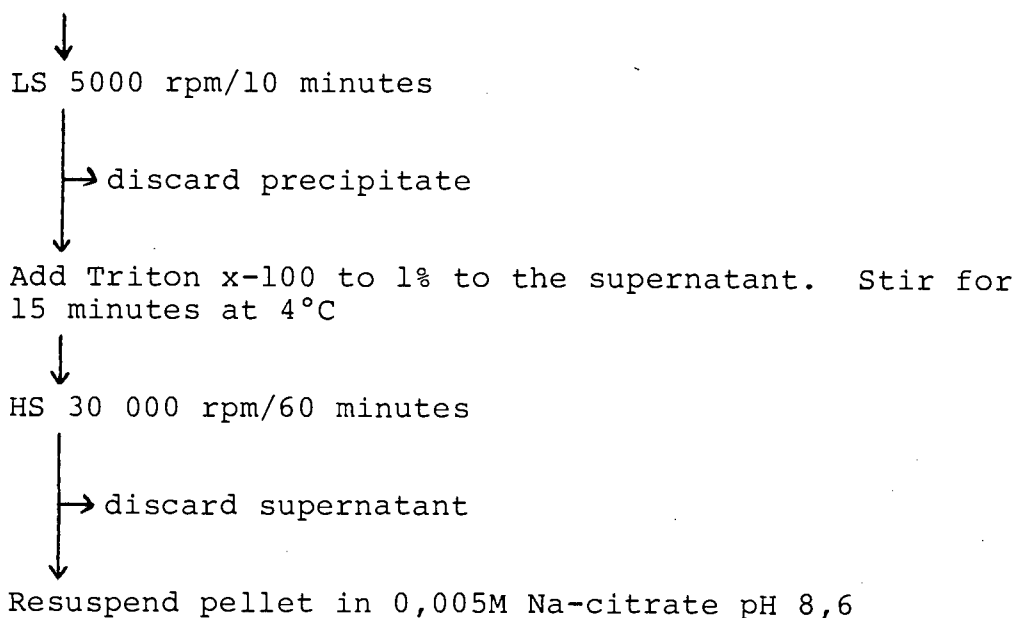 LS 5000 rpm/10 minutes
discard precipitate
Add Triton x-100 to 1% to the supernatant. Stir for
15 minutes at 4°C
HS 30 000 rpm/60 minutes
discard supernatant
Resuspend pellet in 0,005M Na-citrate pH 8,6